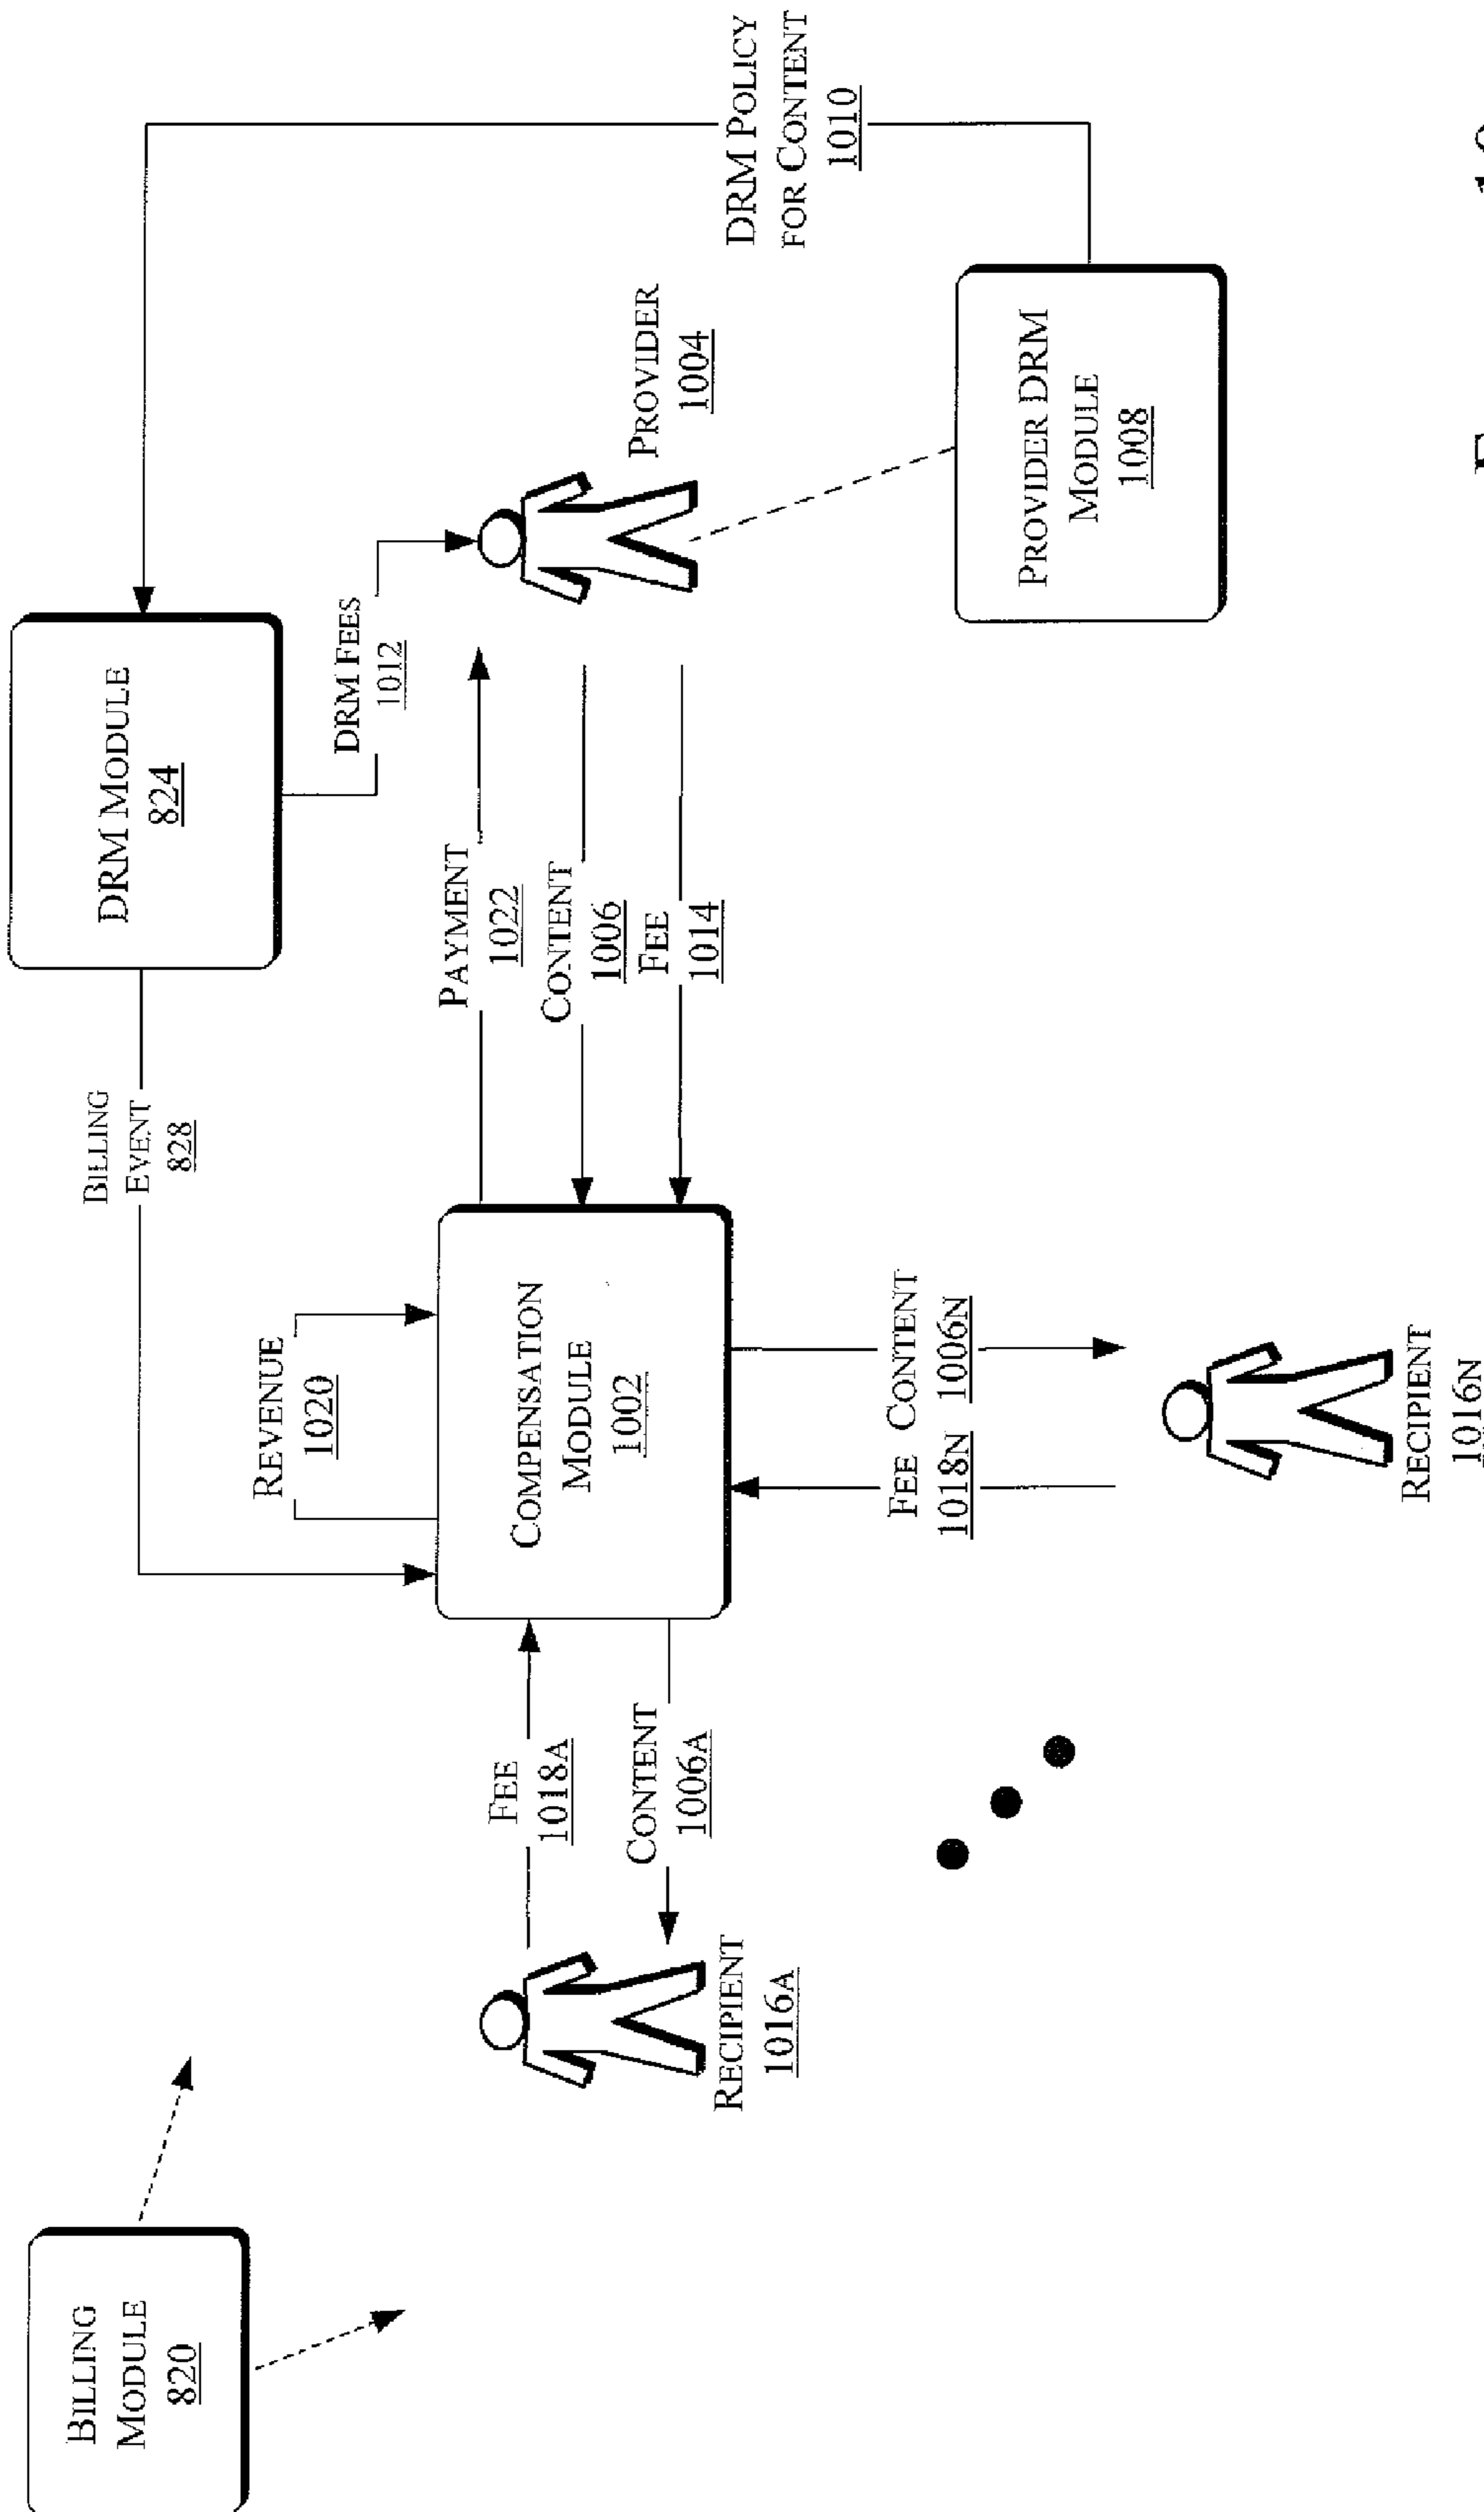 BILLING
MODULE
820
BILLING
EVENT
828
DRM MODULE
824
REVENUE
1020
DRM FEES
1012
PAYMENT
1022
CONTENT
1006
FEE
1014
PROVIDER
1004
DRM POLICY
FOR CONTENT
1010
COMPENSATION
MODULE
1002
FEE
1018A
CONTENT
1006A
RECIPIENT
1016A
FEE
1018N
CONTENT
1006N
RECIPIENT
1016N
PROVIDER DRM
MODULE
1008